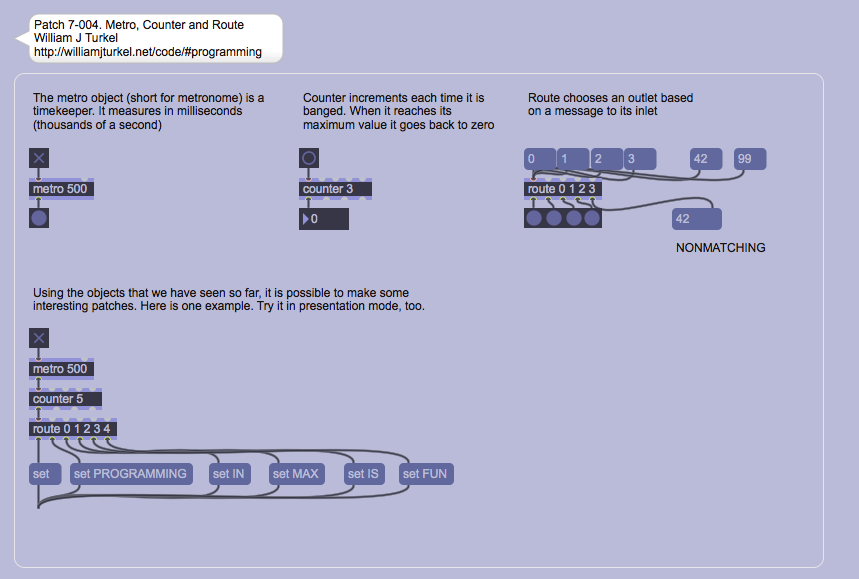 Patch 7-004. Metro, Counter and Route
William J Turkel
http://williamjturkel.net/code/#programming
The metro object (short for metronome) is a
timekeeper. It measures in milliseconds
(thousands of a second)
metro 500
Counter increments each time it is
banged. When it reaches its
maximum value it goes back to zero
counter 3
0
Route chooses an outlet based
on a message to its inlet
0 1 2 3 42 99
route 0 1 2 3
42
NONMATCHING
Using the objects that we have seen so far, it is possible to make some
interesting patches. Here is one example. Try it in presentation mode, too.
metro 500
counter 5
route 0 1 2 3 4
set set PROGRAMMING set IN set MAX set IS set FUN